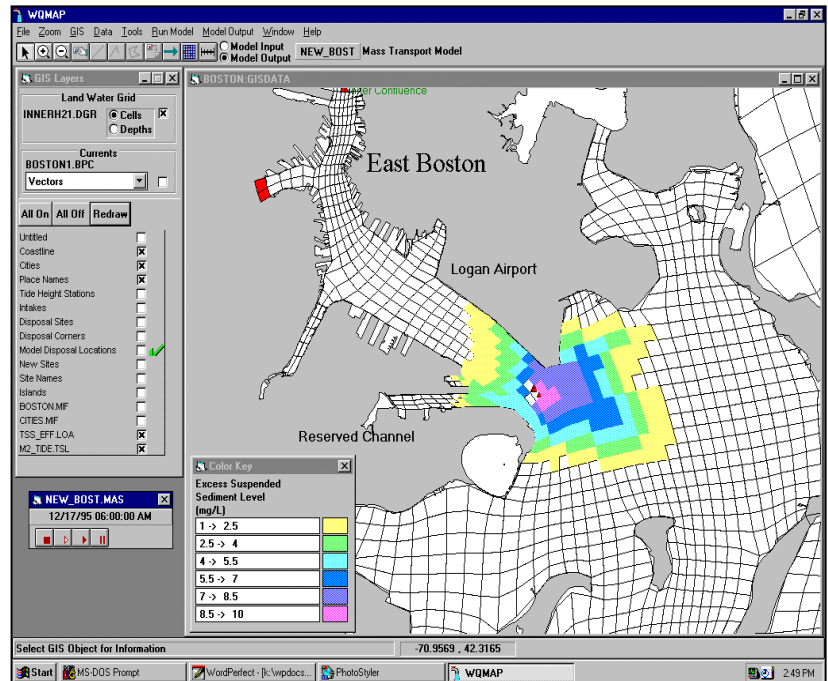 WQMAP
File Zoom GIS Data Tools Run Model Model Output Window Help
Model Input
Model Output
NEW_BOST Mass Transport Model
GIS Layers
Land Water Grid
INNERH21.DGR
Cells
Depths
Currents
BOSTON1.BPC
Vectors
All On All Off Redraw
Untitled
Coastline
Cities
Place Names
Tide Height Stations
Intakes
Disposal Sites
Disposal Corners
Model Disposal Locations
New Sites
Site Names
Islands
BOSTON.MIF
CITIES.MIF
TSS_EFF.LOA
M2_TIDE.TSL
NEW_BOST.MAS
12/17/95 06:00:00 AM
BOSTON:GISDATA
Confluence
East Boston
Logan Airport
Reserved Channel
Color Key
Excess Suspended
Sediment Level
(mg/L)
1 -> 2.5
2.5 -> 4
4 -> 5.5
5.5 -> 7
7 -> 8.5
8.5 -> 10
Select GIS Object for Information
-70.9569 , 42.3165
Start
MS-DOS Prompt
WordPerfect - [k:\wpdocs...
PhotoStyler
WQMAP
2:49 PM